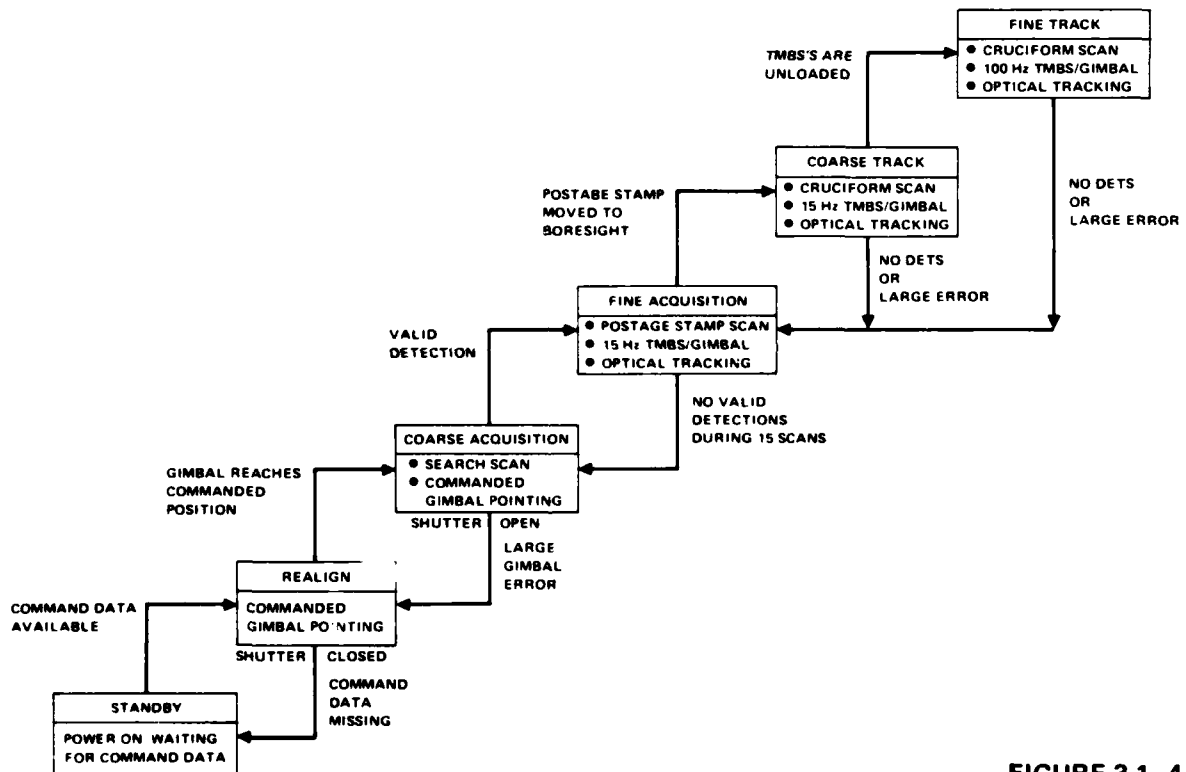 FINE TRACK
● CRUCIFORM SCAN
● 100 Hz TMBS/GIMBAL
● OPTICAL TRACKING
TMBS'S ARE
UNLOADED
COARSE TRACK
● CRUCIFORM SCAN
● 15 Hz TMBS/GIMBAL
● OPTICAL TRACKING
NO DETS
OR
LARGE ERROR
POSTABE STAMP
MOVED TO
BORESIGHT
NO DETS
OR
LARGE ERROR
FINE ACQUISITION
● POSTAGE STAMP SCAN
● 15 Hz TMBS/GIMBAL
● OPTICAL TRACKING
VALID
DETECTION
NO VALID
DETECTIONS
DURING 15 SCANS
COARSE ACQUISITION
● SEARCH SCAN
● COMMANDED
GIMBAL POINTING
SHUTTER OPEN
GIMBAL REACHES
COMMANDED
POSITION
LARGE
GIMBAL
ERROR
REALIGN
COMMANDED
GIMBAL POINTING
SHUTTER CLOSED
COMMAND DATA
AVAILABLE
COMMAND
DATA
MISSING
STANDBY
POWER ON WAITING
FOR COMMAND DATA
FIGURE 3.1-4